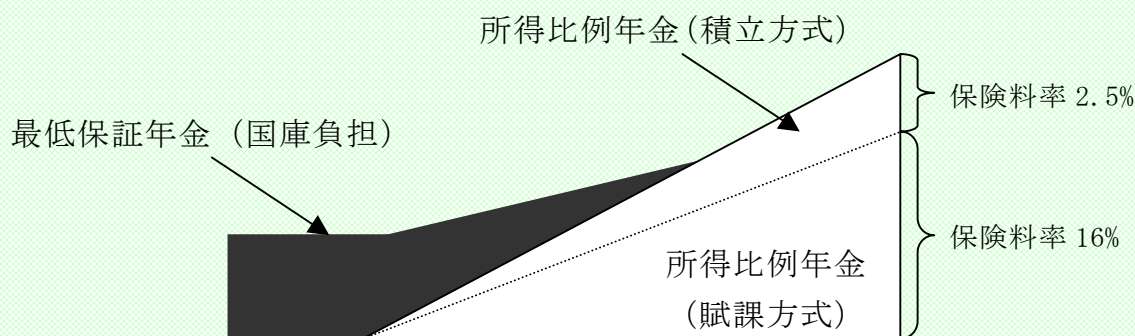 所得比例年金(積立方式)
保険料率 2.5%
最低保証年金（国庫負担）
保険料率 16%
所得比例年金
（賦課方式）